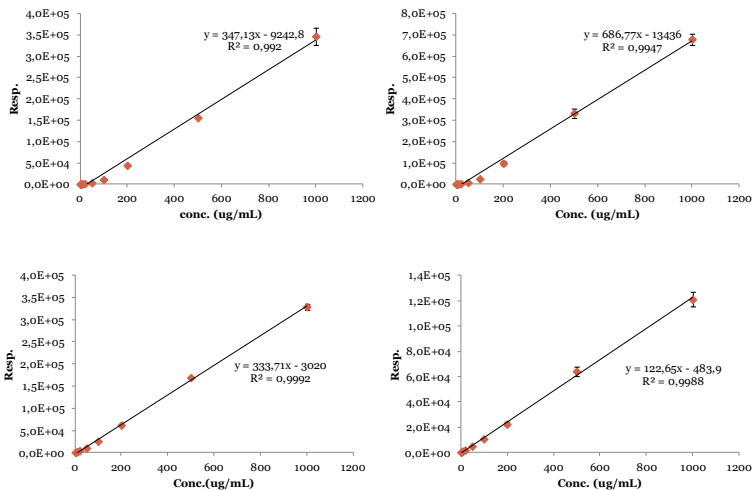 4,0E+05
3,5E+05
3,0E+05
2,5E+05
2,0E+05
1,5E+05
1,0E+05
5,0E+04
0,0E+00
Resp.
y = 347,13x - 9242,8
R² = 0,992
0 200 400 600 800 1000 1200
conc. (ug/mL)
8,0E+05
7,0E+05
6,0E+05
5,0E+05
4,0E+05
3,0E+05
2,0E+05
1,0E+05
0,0E+00
Resp.
y = 686,77x - 13436
R² = 0,9947
0 200 400 600 800 1000 1200
Conc. (ug/mL)
4,0E+05
3,5E+05
3,0E+05
2,5E+05
2,0E+05
1,5E+05
1,0E+05
5,0E+04
0,0E+00
Resp.
y = 333,71x - 3020
R² = 0,9992
0 200 400 600 800 1000 1200
Conc.(ug/mL)
1,4E+05
1,2E+05
1,0E+05
8,0E+04
6,0E+04
4,0E+04
2,0E+04
0,0E+00
Resp.
y = 122,65x - 483,9
R² = 0,9988
0 200 400 600 800 1000 1200
Conc. (ug/mL)